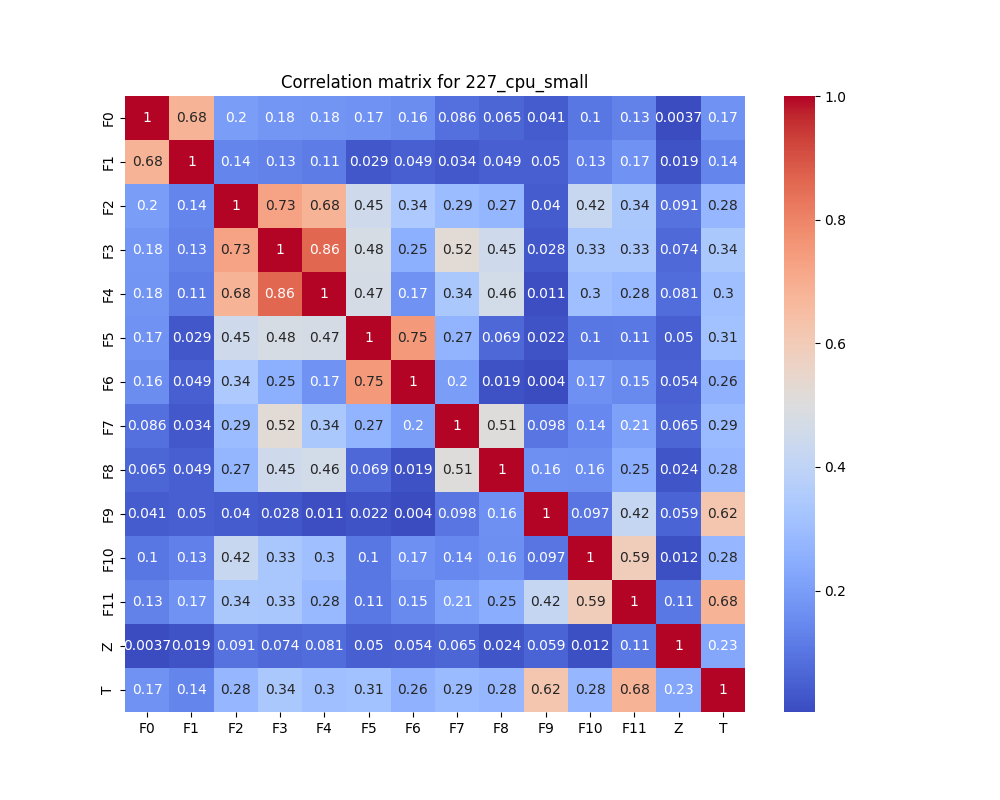 Correlation matrix for 227_cpu_small
F0 1 0.68 0.2 0.18 0.18 0.17 0.16 0.086 0.065 0.041 0.1 0.13 0.0037 0.17
F1 0.68 1 0.14 0.13 0.11 0.029 0.049 0.034 0.049 0.05 0.13 0.17 0.019 0.14
F2 0.2 0.14 1 0.73 0.68 0.45 0.34 0.29 0.27 0.04 0.42 0.34 0.091 0.28
F3 0.18 0.13 0.73 1 0.86 0.48 0.25 0.52 0.45 0.028 0.33 0.33 0.074 0.34
F4 0.18 0.11 0.68 0.86 1 0.47 0.17 0.34 0.46 0.011 0.3 0.28 0.081 0.3
F5 0.17 0.029 0.45 0.48 0.47 1 0.75 0.27 0.069 0.022 0.1 0.11 0.05 0.31
F6 0.16 0.049 0.34 0.25 0.17 0.75 1 0.2 0.019 0.004 0.17 0.15 0.054 0.26
F7 0.086 0.034 0.29 0.52 0.34 0.27 0.2 1 0.51 0.098 0.14 0.21 0.065 0.29
F8 0.065 0.049 0.27 0.45 0.46 0.069 0.019 0.51 1 0.16 0.16 0.25 0.024 0.28
F9 0.041 0.05 0.04 0.028 0.011 0.022 0.004 0.098 0.16 1 0.097 0.42 0.059 0.62
F10 0.1 0.13 0.42 0.33 0.3 0.1 0.17 0.14 0.16 0.097 1 0.59 0.012 0.28
F11 0.13 0.17 0.34 0.33 0.28 0.11 0.15 0.21 0.25 0.42 0.59 1 0.11 0.68
Z 0.0037 0.019 0.091 0.074 0.081 0.05 0.054 0.065 0.024 0.059 0.012 0.11 1 0.23
T 0.17 0.14 0.28 0.34 0.3 0.31 0.26 0.29 0.28 0.62 0.28 0.68 0.23 1
F0 F1 F2 F3 F4 F5 F6 F7 F8 F9 F10 F11 Z T
1.0
0.8
0.6
0.4
0.2